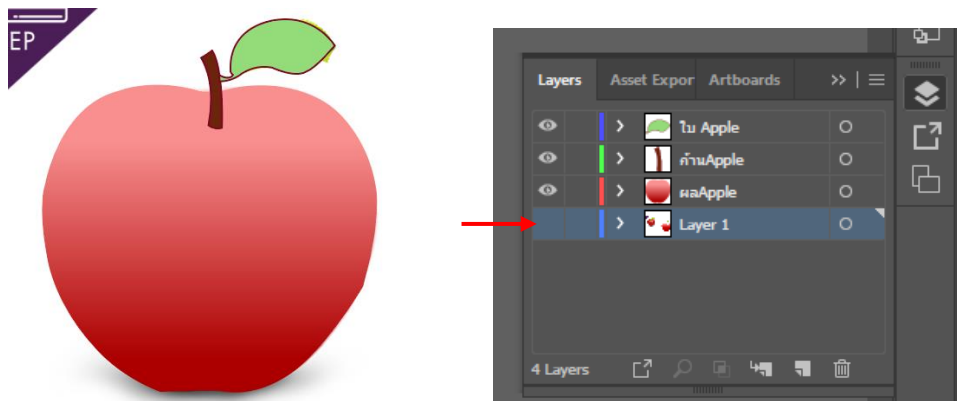 EP
Layers Asset Expor Artboards
ใบ Apple
ก้านApple
ผลApple
Layer 1
4 Layers